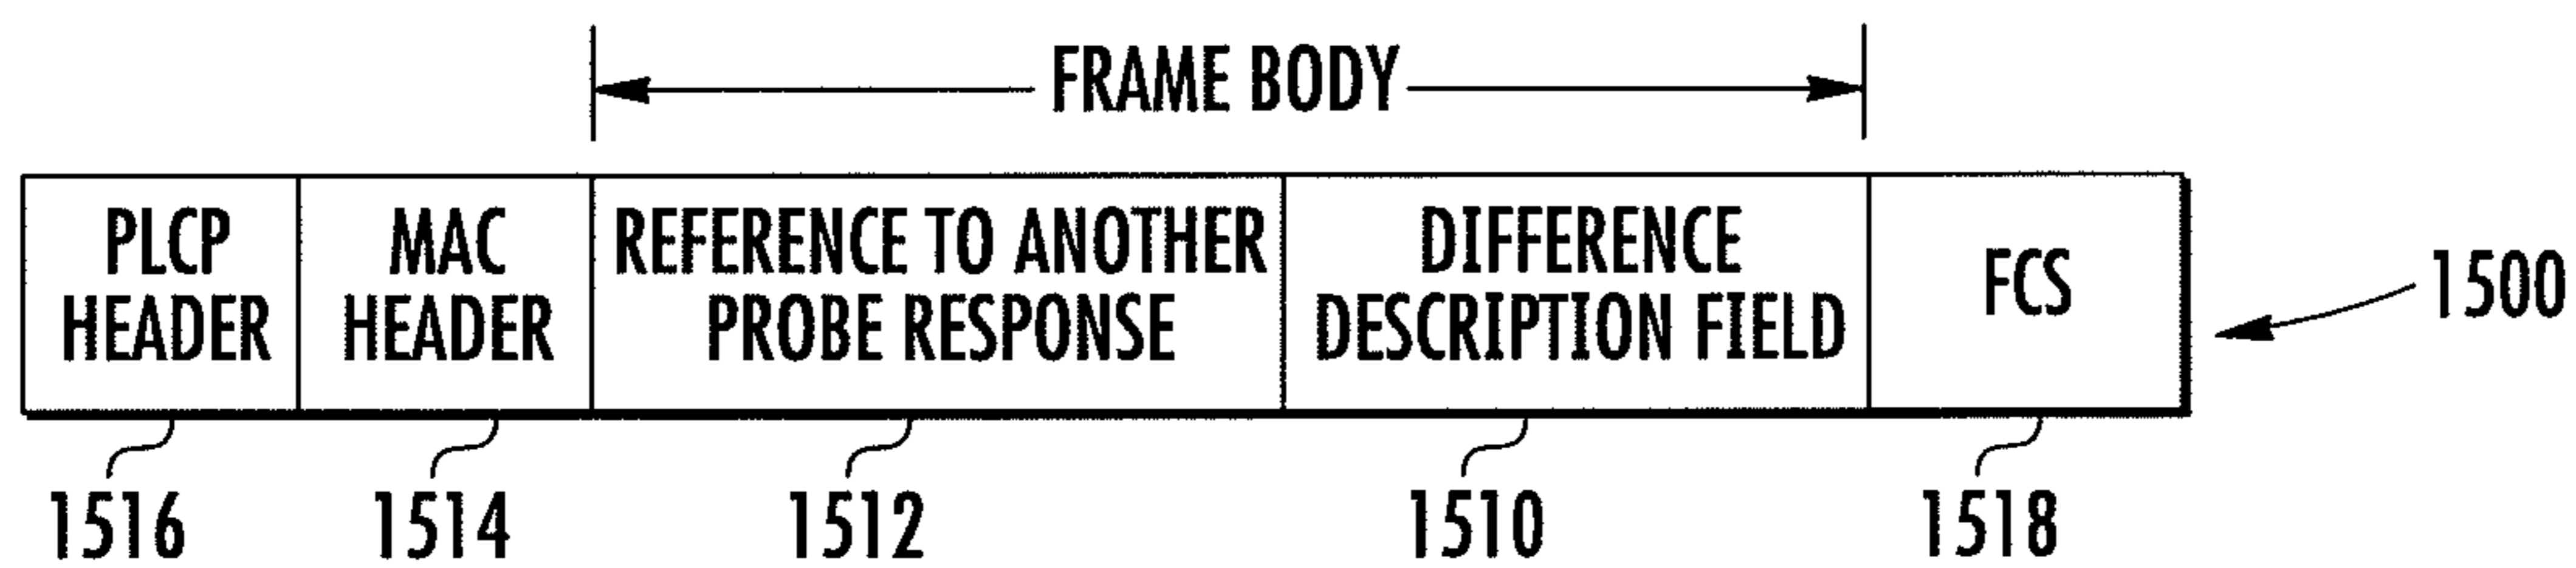 FRAME BODY
PLCP HEADER
MAC HEADER
REFERENCE TO ANOTHER PROBE RESPONSE
DIFFERENCE DESCRIPTION FIELD
FCS
1500
1516
1514
1512
1510
1518